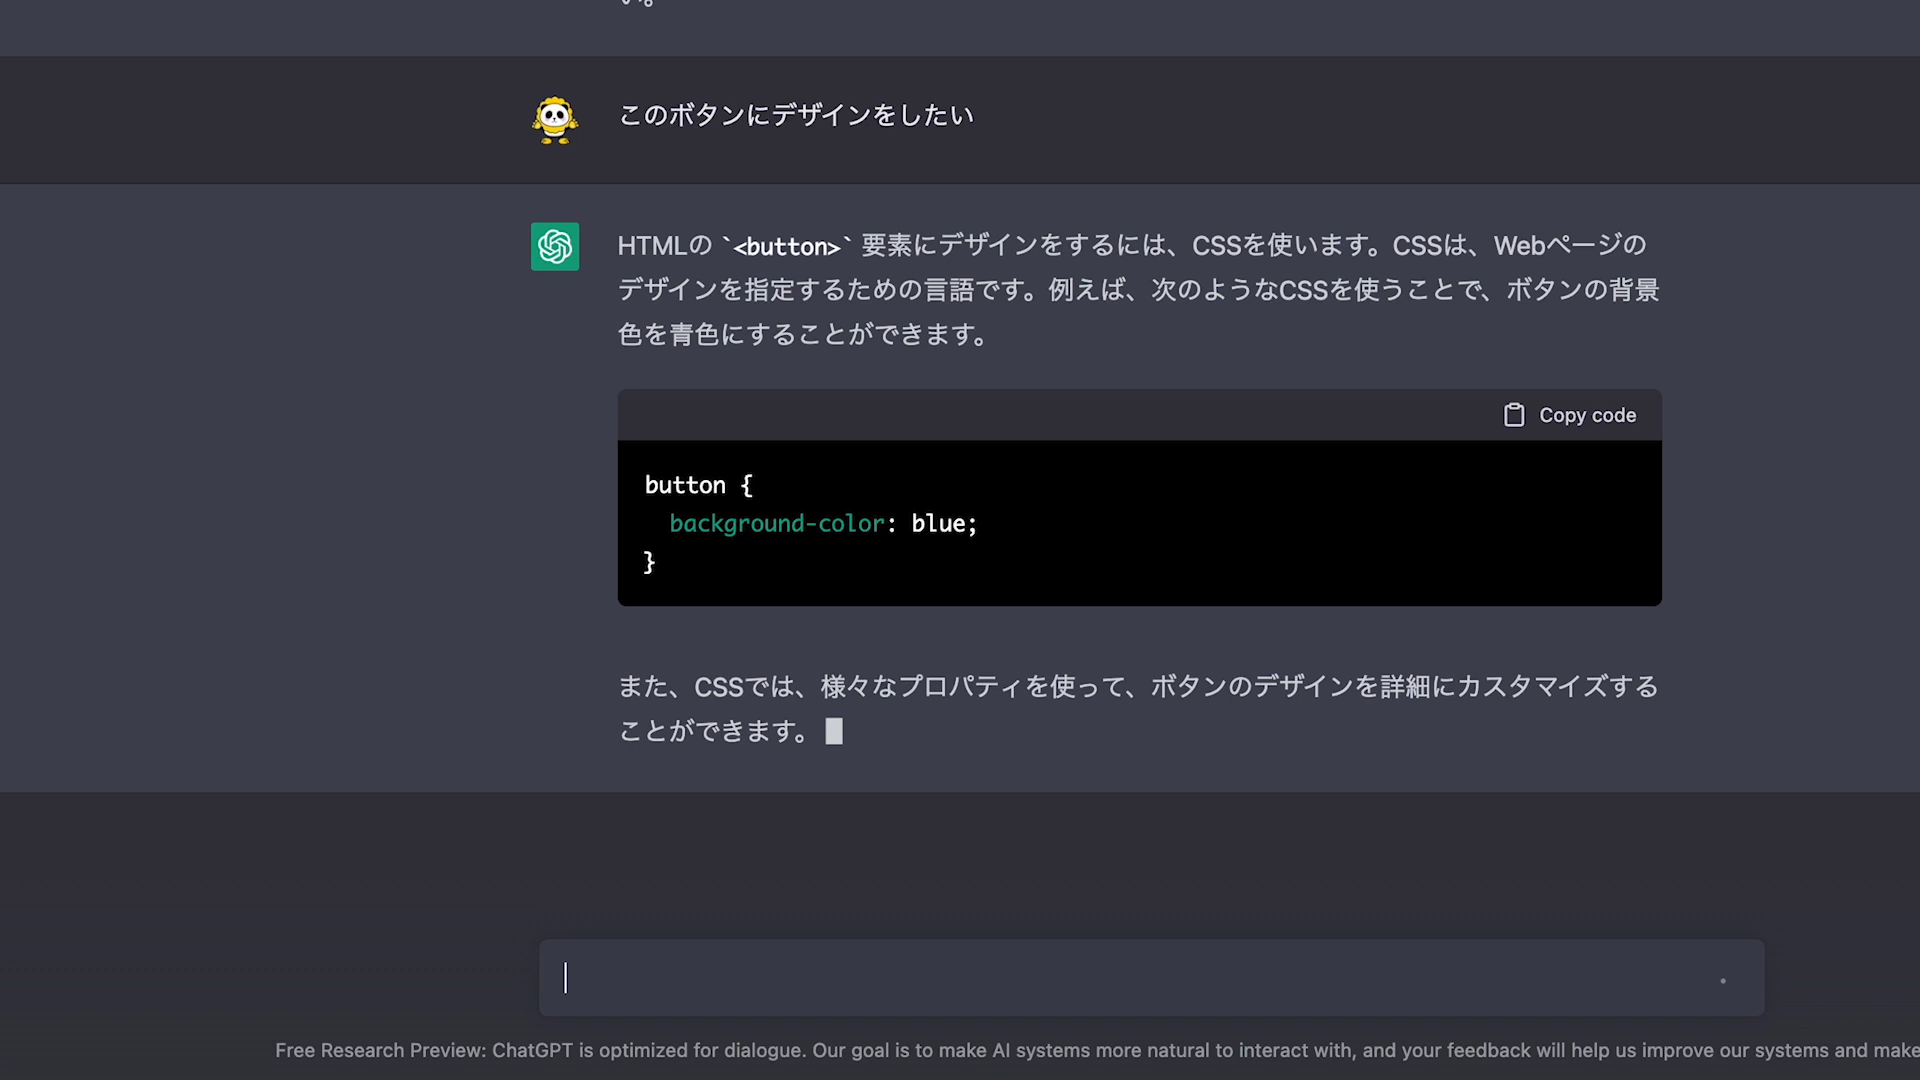 い。
このボタンにデザインをしたい
HTMLの `<button>` 要素にデザインをするには、CSSを使います。CSSは、Webページの
デザインを指定するための言語です。例えば、次のようなCSSを使うことで、ボタンの背景
色を青色にすることができます。
Copy code
button {
  background-color: blue;
}
また、CSSでは、様々なプロパティを使って、ボタンのデザインを詳細にカスタマイズする
ことができます。
Free Research Preview: ChatGPT is optimized for dialogue. Our goal is to make AI systems more natural to interact with, and your feedback will help us improve our systems and make